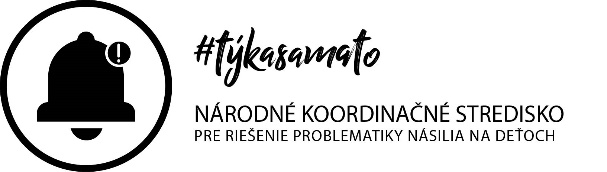 #týkasamato
NÁRODNÉ KOORDINAČNÉ STREDISKO
PRE RIEŠENIE PROBLEMATIKY NÁSILIA NA DEŤOCH